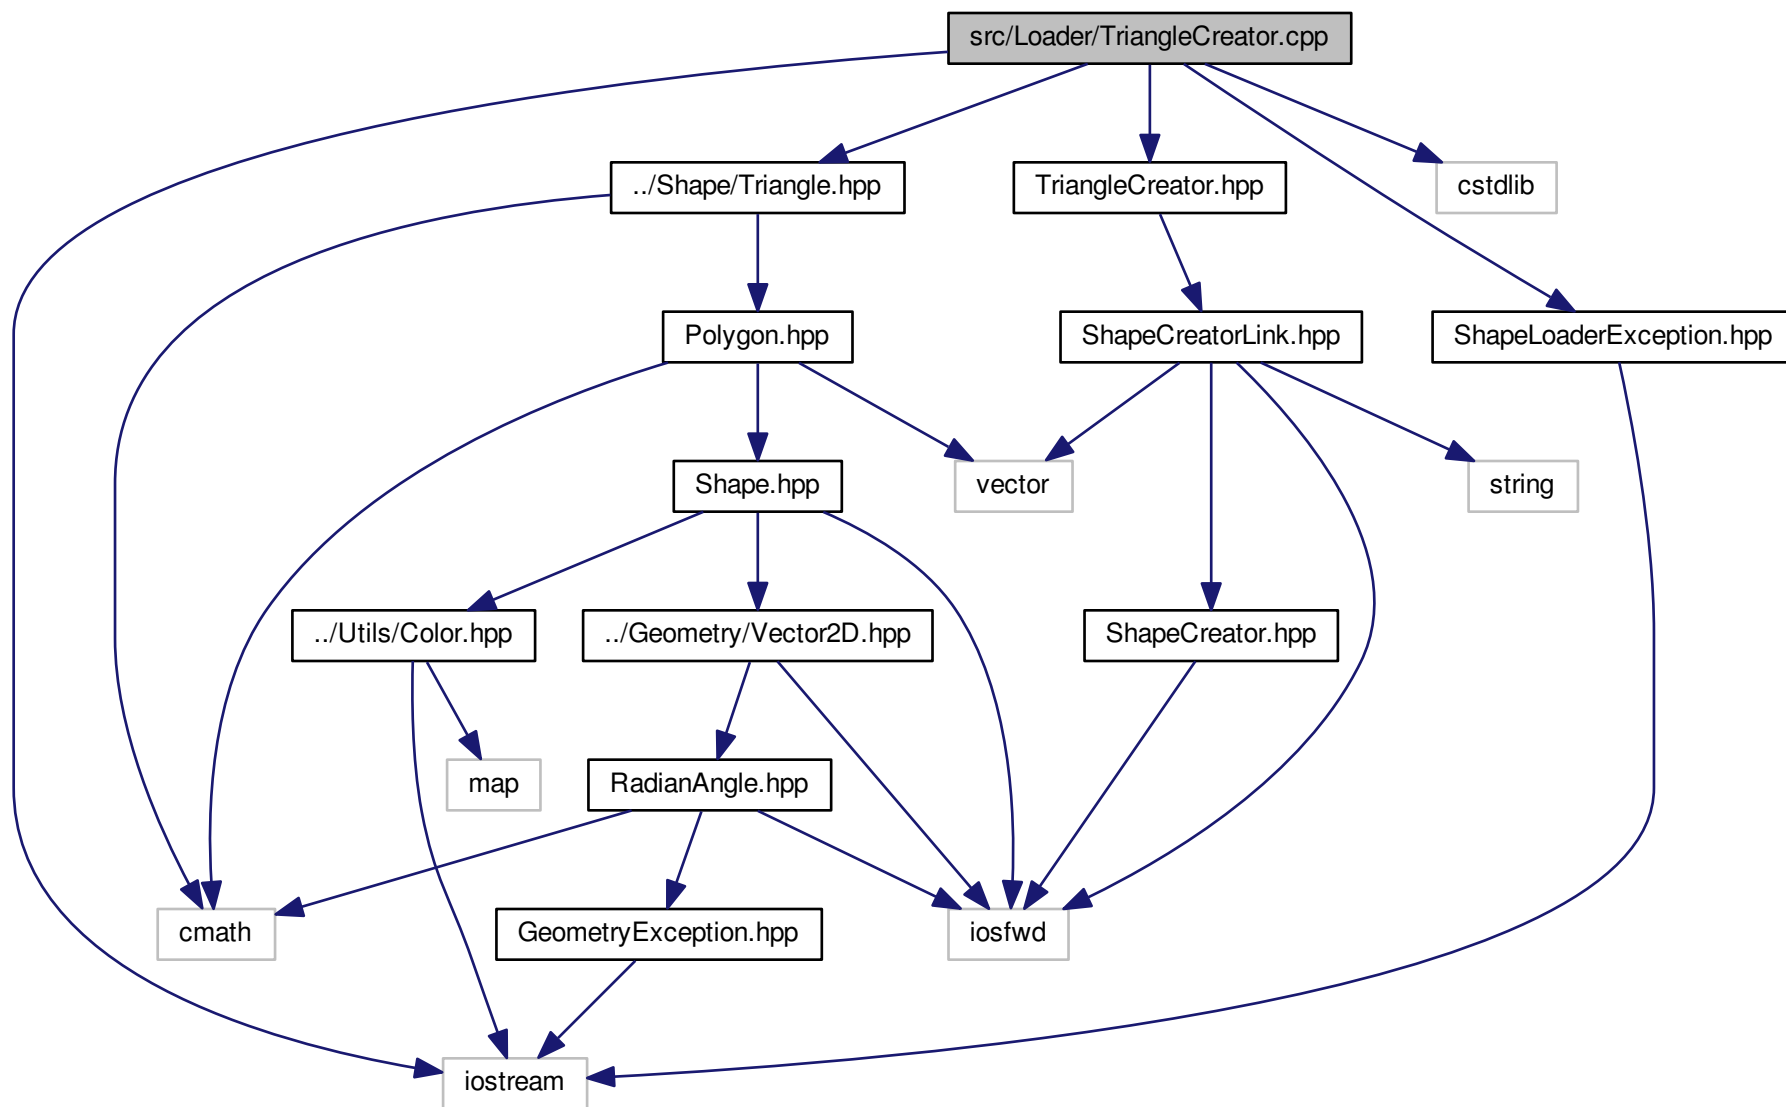 src/Loader/TriangleCreator.cpp
../Shape/Triangle.hpp
TriangleCreator.hpp
cstdlib
Polygon.hpp
ShapeCreatorLink.hpp
ShapeLoaderException.hpp
Shape.hpp
vector
string
../Utils/Color.hpp
../Geometry/Vector2D.hpp
ShapeCreator.hpp
map
RadianAngle.hpp
cmath
GeometryException.hpp
iosfwd
iostream